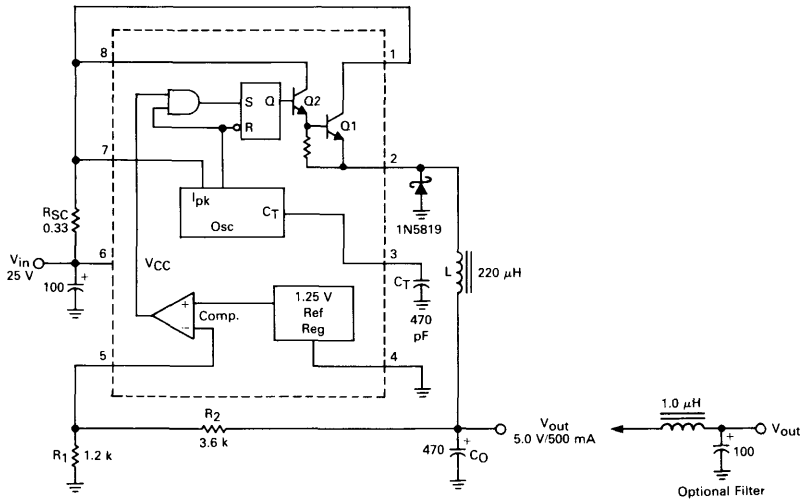 8
1
S
Q
Q2
R
Q1
7
2
Ipk
CT
Osc
1N5819
RSC
0.33
Vin
25 V
6
VCC
3
L
220 μH
100
+
CT
470
pF
+
-
Comp.
1.25 V
Ref
Reg
5
4
R2
3.6 k
R1
1.2 k
470
+
CO
Vout
5.0 V/500 mA
1.0 μH
Vout
+
100
Optional Filter